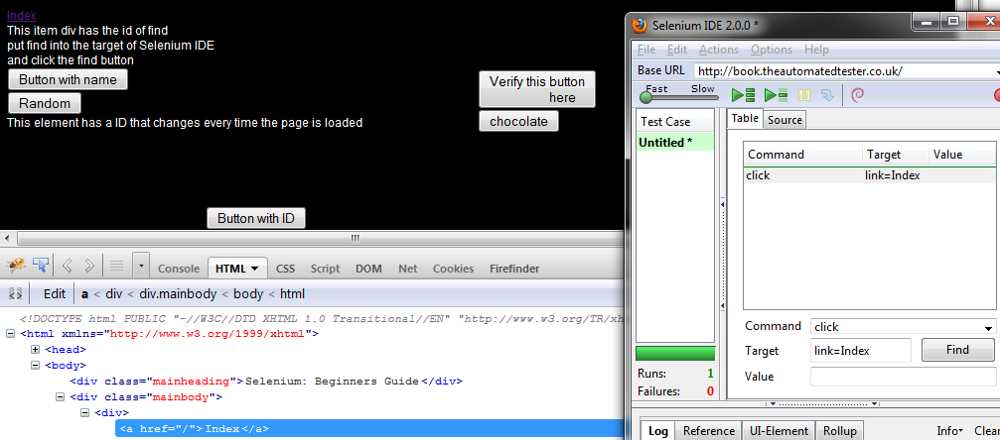 Index
This item div has the id of find
put find into the target of Selenium IDE
and click the find button
Button with name
Random
This element has a ID that changes every time the page is loaded
Verify this button
here
chocolate
Button with ID
Console HTML CSS Script DOM Net Cookies Firefinder
Edit a < div < div.mainbody < body < html
<!DOCTYPE html PUBLIC "-//W3C//DTD XHTML 1.0 Transitional//EN" "http://www.w3.org/TR/xh
<html xmlns="http://www.w3.org/1999/xhtml">
<head>
<body>
<div class="mainheading">Selenium: Beginners Guide</div>
<div class="mainbody">
<div>
<a href="/">Index</a>
Selenium IDE 2.0.0 *
File Edit Actions Options Help
Base URL http://book.theautomatedtester.co.uk/
Fast Slow
Test Case
Untitled *
Table Source
Command Target Value
click link=Index
Command click
Target link=Index Find
Value
Runs: 1
Failures: 0
Log Reference UI-Element Rollup Info Clear